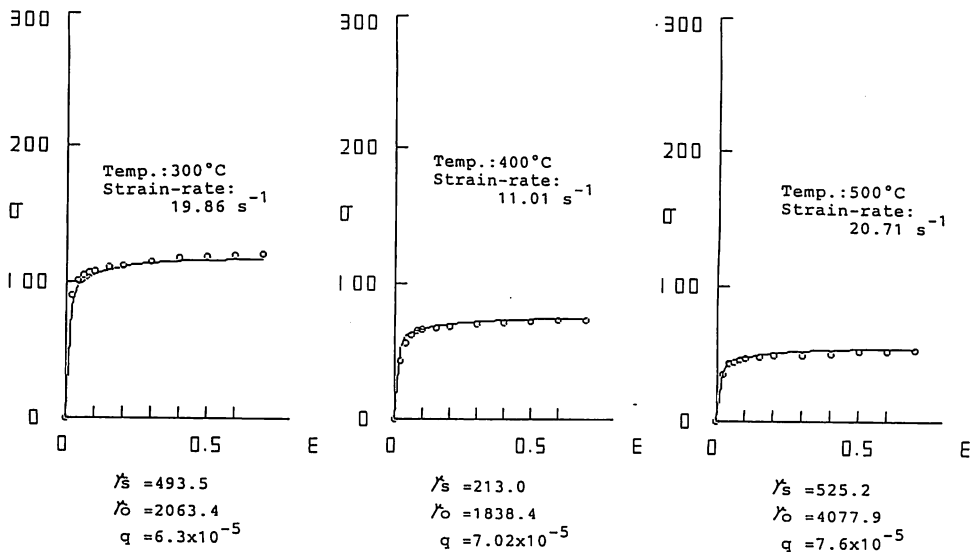 300
200
Temp.:300°C
Strain-rate:
19.86 s⁻¹
σ
100
0
0 0.5 E
γs =493.5
γo =2063.4
q =6.3x10⁻⁵
300
200
Temp.:400°C
Strain-rate:
11.01 s⁻¹
σ
100
0
0 0.5 E
γs =213.0
γo =1838.4
q =7.02x10⁻⁵
300
200
Temp.:500°C
Strain-rate:
20.71 s⁻¹
σ
100
0
0 0.5 E
γs =525.2
γo =4077.9
q =7.6x10⁻⁵